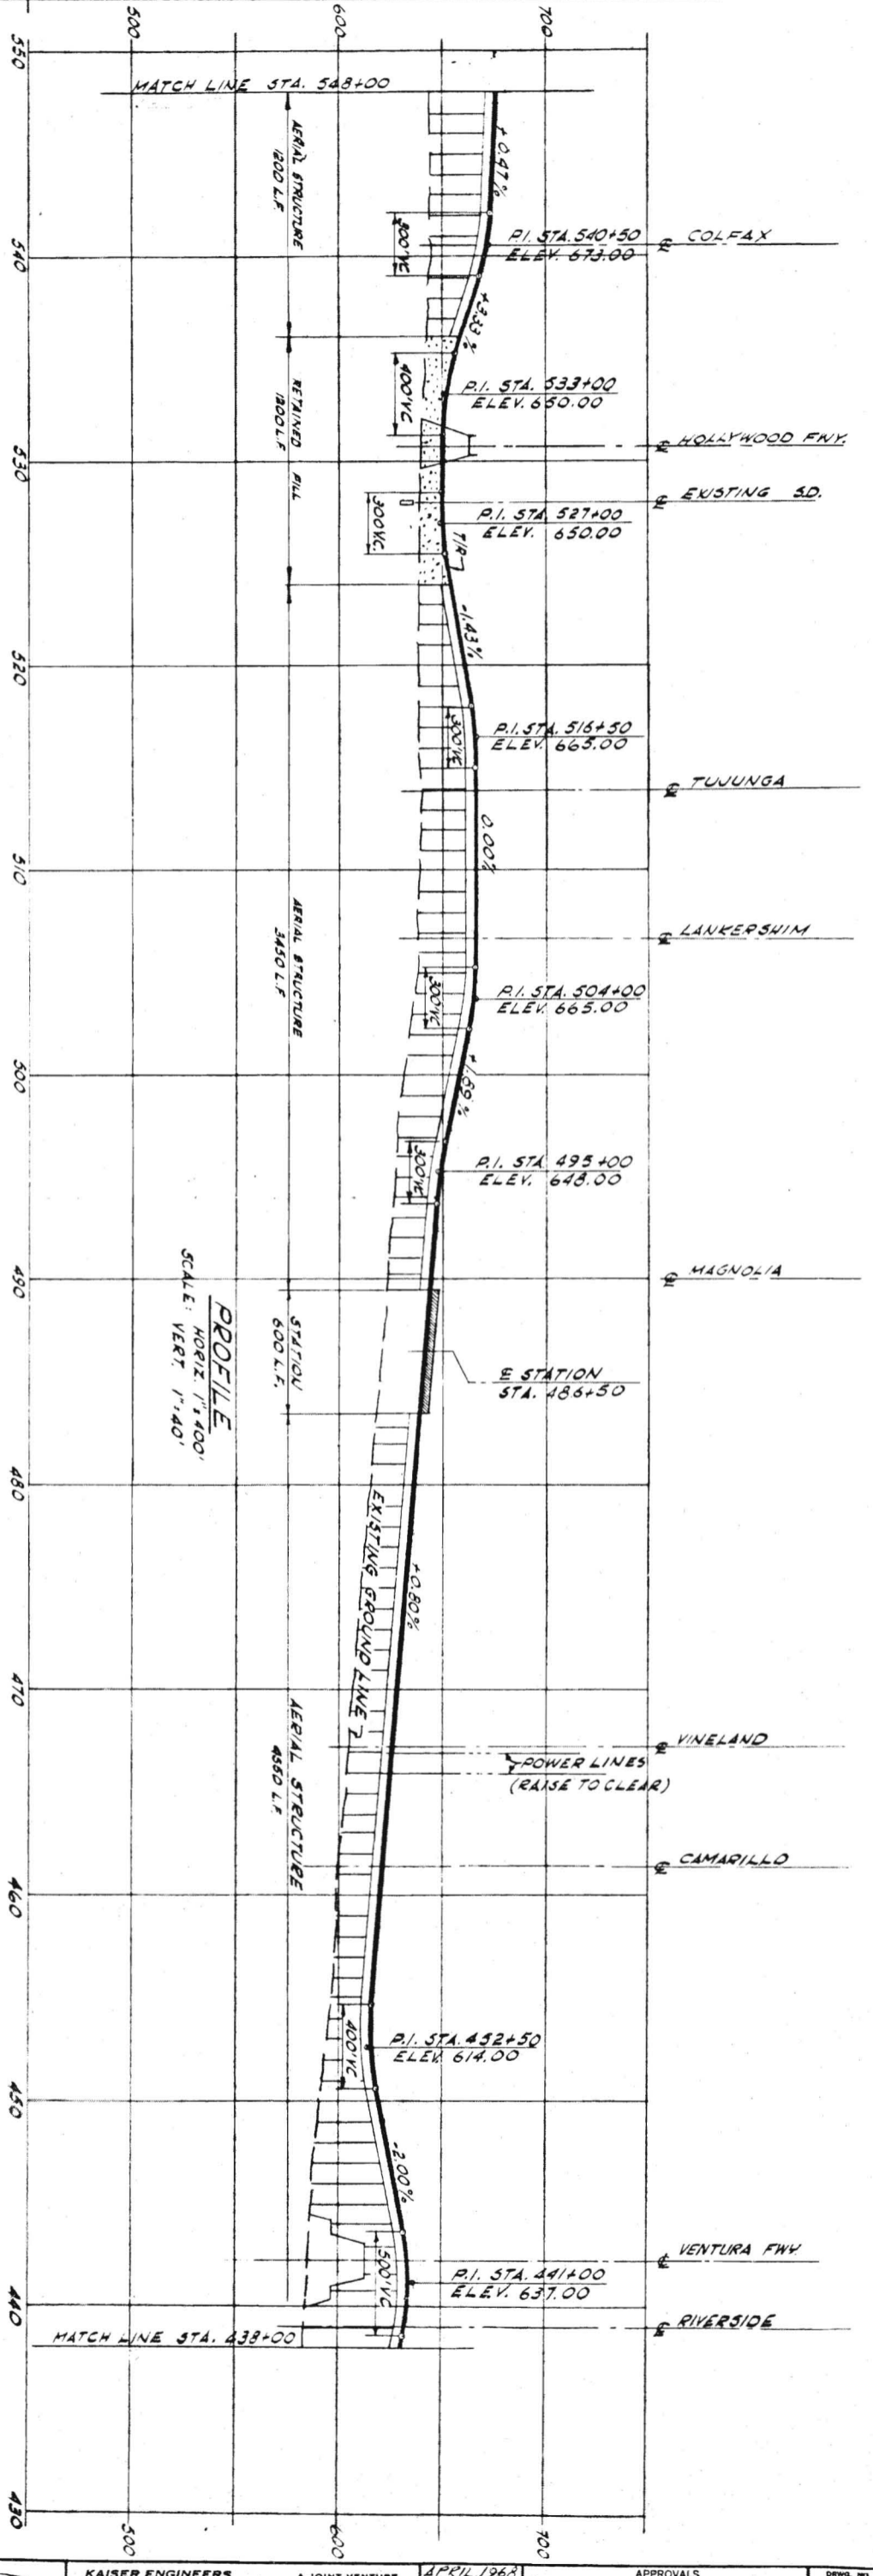 500
600
700
550
MATCH LINE STA. 548+00
AERIAL STRUCTURE
1200 L.F.
+0.47%
300'VC
P.I. STA. 540+50
ELEV. 673.00
℄ COLFAX
540
+3.33%
400'VC
P.I. STA. 533+00
ELEV. 650.00
RETAINED FILL
1200 L.F.
℄ HOLLYWOOD FWY.
530
℄ EXISTING S.D.
300'VC.
P.I. STA. 527+00
ELEV. 650.00
T/R
-1.43%
520
300'VC
P.I. STA. 516+50
ELEV. 665.00
℄ TUJUNGA
0.00%
510
AERIAL STRUCTURE
3450 L.F.
℄ LANKERSHIM
300'VC
P.I. STA. 504+00
ELEV. 665.00
500
+1.89%
300'VC
P.I. STA. 495+00
ELEV. 648.00
490
℄ MAGNOLIA
PROFILE
SCALE: HORIZ. 1"=400'
VERT. 1"=40'
STATION
600 L.F.
℄ STATION
STA. 486+50
480
EXISTING GROUND LINE
+0.80%
470
AERIAL STRUCTURE
4550 L.F.
℄ VINELAND
POWER LINES
(RAISE TO CLEAR)
℄ CAMARILLO
460
400'VC
P.I. STA. 452+50
ELEV. 614.00
450
-2.00%
℄ VENTURA FWY.
500'VC
P.I. STA. 441+00
ELEV. 637.00
440
℄ RIVERSIDE
MATCH LINE STA. 438+00
430
500
600
700
KAISER ENGINEERS
A JOINT VENTURE
APRIL 1968
APPROVALS
DRWG. NO.